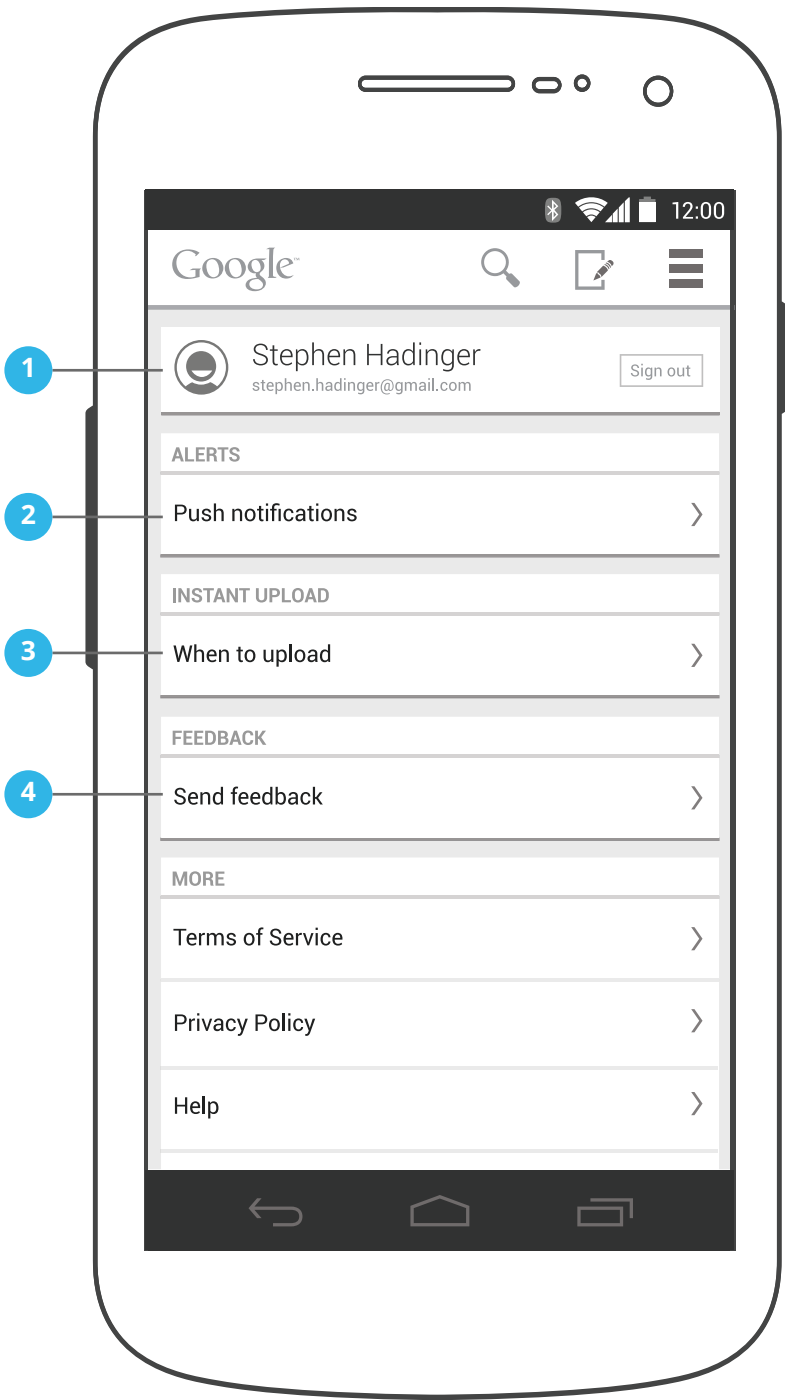 12:00
Google™
1
Stephen Hadinger
stephen.hadinger@gmail.com
Sign out
ALERTS
2
Push notifications
INSTANT UPLOAD
3
When to upload
FEEDBACK
4
Send feedback
MORE
Terms of Service
Privacy Policy
Help